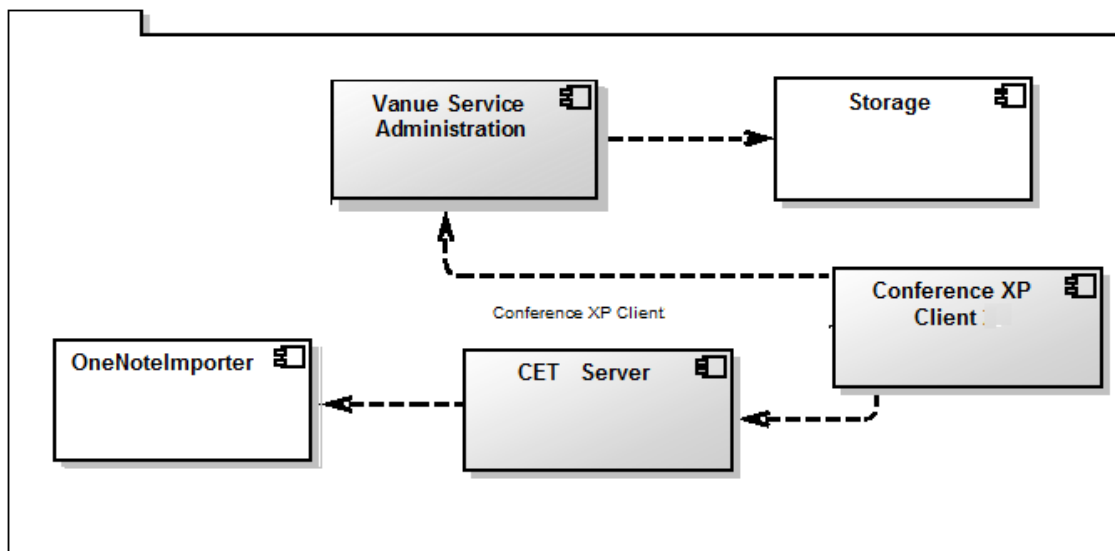 Vanue Service
Administration
Storage
Conference XP
Client
Conference XP Client
OneNoteImporter
CET Server